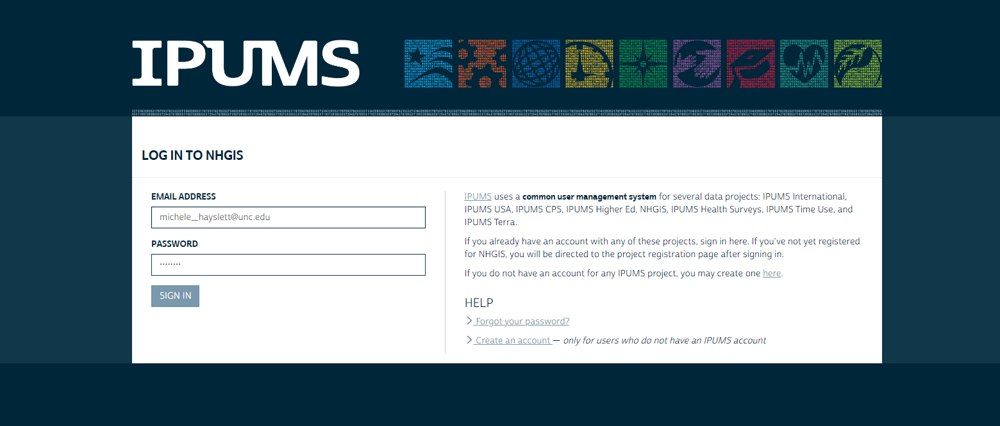 IPUMS
LOG IN TO NHGIS
EMAIL ADDRESS
michele_hayslett@unc.edu
PASSWORD
........
SIGN IN
IPUMS uses a common user management system for several data projects: IPUMS International,
IPUMS USA, IPUMS CPS, IPUMS Higher Ed, NHGIS, IPUMS Health Surveys, IPUMS Time Use, and
IPUMS Terra.
If you already have an account with any of these projects, sign in here. If you've not yet registered
for NHGIS, you will be directed to the project registration page after signing in.
If you do not have an account for any IPUMS project, you may create one here.
HELP
Forgot your password?
Create an account — only for users who do not have an IPUMS account